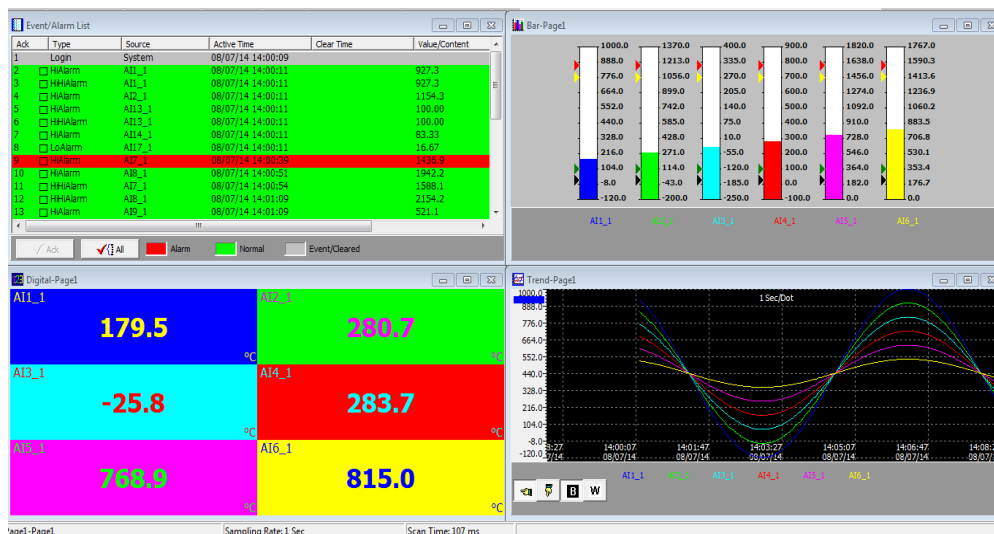 Event/Alarm List
Ack Type Source Active Time Clear Time Value/Content
1 Login System 08/07/14 14:00:09
2 HiAlarm AI1_1 08/07/14 14:00:11 927.3
3 HiHiAlarm AI1_1 08/07/14 14:00:11 927.3
4 HiAlarm AI2_1 08/07/14 14:00:11 1154.3
5 HiAlarm AI13_1 08/07/14 14:00:11 100.00
6 HiHiAlarm AI13_1 08/07/14 14:00:11 100.00
7 HiAlarm AI14_1 08/07/14 14:00:11 83.33
8 LoAlarm AI17_1 08/07/14 14:00:11 16.67
9 HiAlarm AI7_1 08/07/14 14:00:39 1436.9
10 HiAlarm AI8_1 08/07/14 14:00:51 1942.2
11 HiHiAlarm AI7_1 08/07/14 14:00:54 1588.1
12 HiHiAlarm AI8_1 08/07/14 14:01:09 2154.2
13 HiAlarm AI9_1 08/07/14 14:01:09 521.1
Ack All Alarm Normal Event/Cleared
Bar-Page1
1000.0 1370.0 400.0 900.0 1820.0 1767.0
888.0 1213.0 335.0 800.0 1638.0 1590.3
776.0 1056.0 270.0 700.0 1456.0 1413.6
664.0 899.0 205.0 600.0 1274.0 1236.9
552.0 742.0 140.0 500.0 1092.0 1060.2
440.0 585.0 75.0 400.0 910.0 883.5
328.0 428.0 10.0 300.0 728.0 706.8
216.0 271.0 -55.0 200.0 546.0 530.1
104.0 114.0 -120.0 100.0 364.0 353.4
-8.0 -43.0 -185.0 0.0 182.0 176.7
-120.0 -200.0 -250.0 -100.0 0.0 0.0
AI1_1 AI2_1 AI3_1 AI4_1 AI5_1 AI6_1
Digital-Page1
AI1_1 AI2_1
179.5 280.7
°C °C
AI3_1 AI4_1
-25.8 283.7
°C °C
AI5_1 AI6_1
768.9 815.0
°C °C
Trend-Page1
1 Sec/Dot
1000.0
888.0
776.0
664.0
552.0
440.0
328.0
216.0
104.0
-8.0
-120.0
3:27 14:00:07 14:01:47 14:03:27 14:05:07 14:06:47 14:08:2
7/14 08/07/14 08/07/14 08/07/14 08/07/14 08/07/14 08/07/
AI1_1 AI2_1 AI3_1 AI4_1 AI5_1 AI6_1
B W
Page1-Page1 Sampling Rate: 1 Sec Scan Time: 107 ms